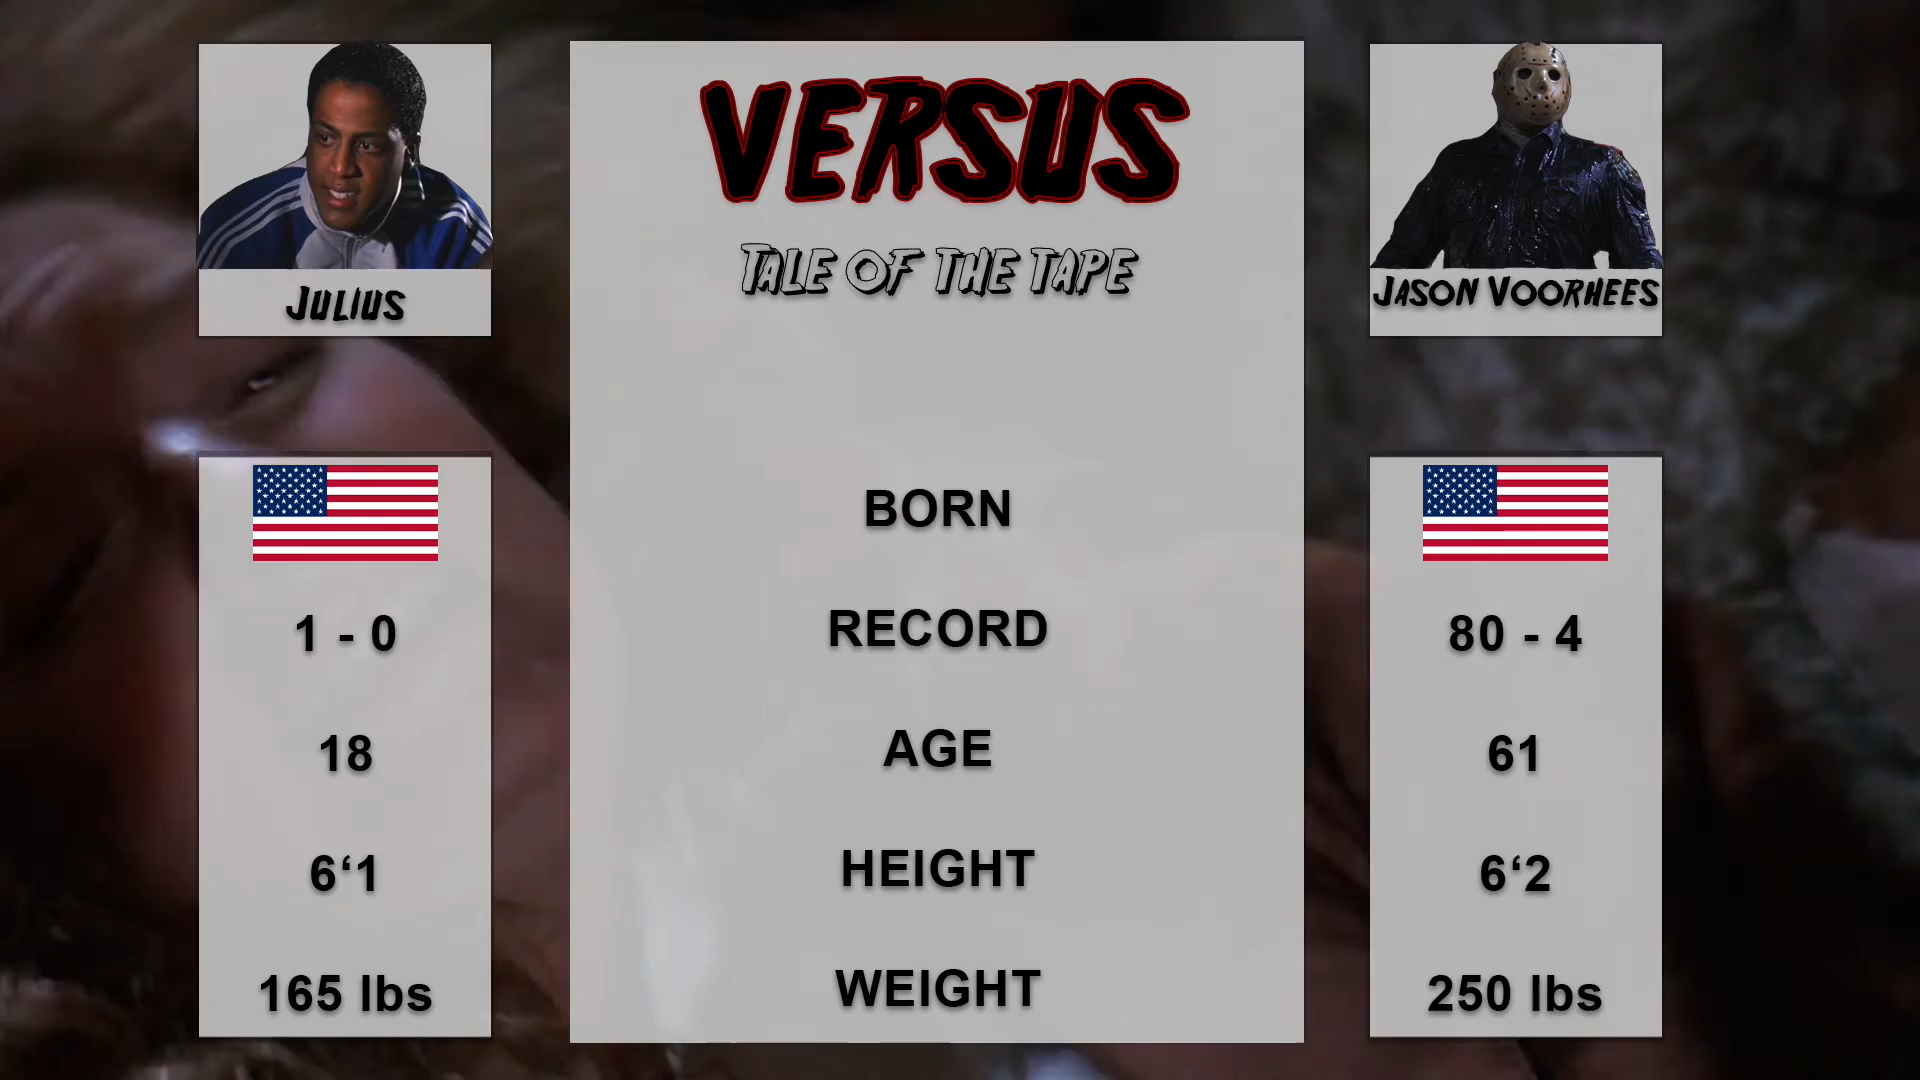 VERSUS
TALE OF THE TAPE
JULIUS
JASON VOORHEES
BORN
1 - 0 RECORD 80 - 4
18 AGE 61
6‘1 HEIGHT 6‘2
165 lbs WEIGHT 250 lbs